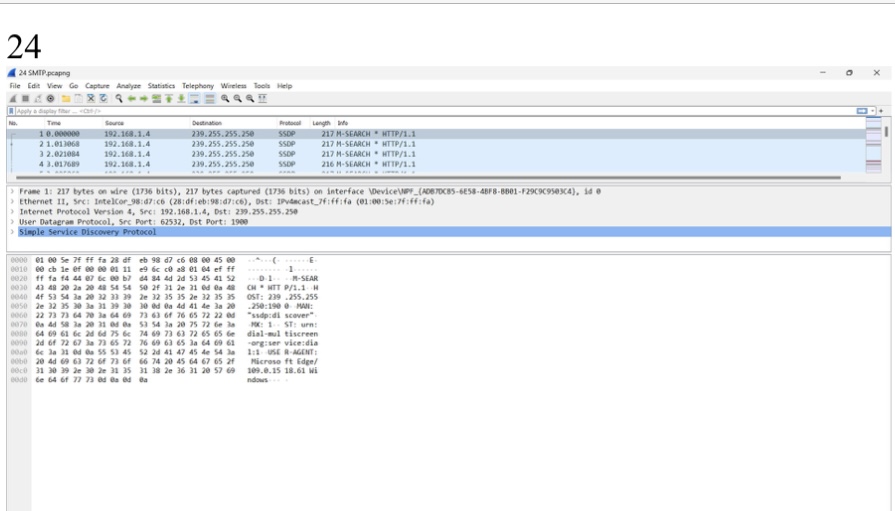 24
24 SMTP.pcapng
File Edit View Go Capture Analyze Statistics Telephony Wireless Tools Help
Apply a display filter ... <Ctrl-/>
No. Time Source Destination Protocol Length Info
1 0.000000 192.168.1.4 239.255.255.250 SSDP 217 M-SEARCH * HTTP/1.1
2 1.013068 192.168.1.4 239.255.255.250 SSDP 217 M-SEARCH * HTTP/1.1
3 2.021084 192.168.1.4 239.255.255.250 SSDP 217 M-SEARCH * HTTP/1.1
4 3.017689 192.168.1.4 239.255.255.250 SSDP 216 M-SEARCH * HTTP/1.1
Frame 1: 217 bytes on wire (1736 bits), 217 bytes captured (1736 bits) on interface \Device\NPF_{ADB7DC85-6E58-4BF8-BB01-F29C9C9503C4}, id 0
Ethernet II, Src: IntelCor_98:d7:c6 (28:df:eb:98:d7:c6), Dst: IPv4mcast_7f:ff:fa (01:00:5e:7f:ff:fa)
Internet Protocol Version 4, Src: 192.168.1.4, Dst: 239.255.255.250
User Datagram Protocol, Src Port: 62532, Dst Port: 1900
Simple Service Discovery Protocol
0000 01 00 5e 7f ff fa 28 df eb 98 d7 c6 08 00 45 00 ··^···(· ······E·
0010 00 cb 1e 0f 00 00 01 11 e9 6c c0 a8 01 04 ef ff ········ ·l······
0020 ff fa f4 44 07 6c 00 b7 d4 84 4d 2d 53 45 41 52 ···D·l·· ··M-SEAR
0030 43 48 20 2a 20 48 54 54 50 2f 31 2e 31 0d 0a 48 CH * HTT P/1.1··H
0040 4f 53 54 3a 20 32 33 39 2e 32 35 35 2e 32 35 35 OST: 239 .255.255
0050 2e 32 35 30 3a 31 39 30 30 0d 0a 4d 41 4e 3a 20 .250:190 0··MAN: 
0060 22 73 73 64 70 3a 64 69 73 63 6f 76 65 72 22 0d "ssdp:di scover"·
0070 0a 4d 58 3a 20 31 0d 0a 53 54 3a 20 75 72 6e 3a ·MX: 1·· ST: urn:
0080 64 69 61 6c 2d 6d 75 6c 74 69 73 63 72 65 65 6e dial-mul tiscreen
0090 2d 6f 72 67 3a 73 65 72 76 69 63 65 3a 64 69 61 -org:ser vice:dia
00a0 6c 3a 31 0d 0a 55 53 45 52 2d 41 47 45 4e 54 3a l:1··USE R-AGENT:
00b0 20 4d 69 63 72 6f 73 6f 66 74 20 45 64 67 65 2f Microso ft Edge/
00c0 31 30 39 2e 30 2e 31 35 31 38 2e 36 31 20 57 69 109.0.15 18.61 Wi
00d0 6e 64 6f 77 73 0d 0a 0d 0a ndows··· ·